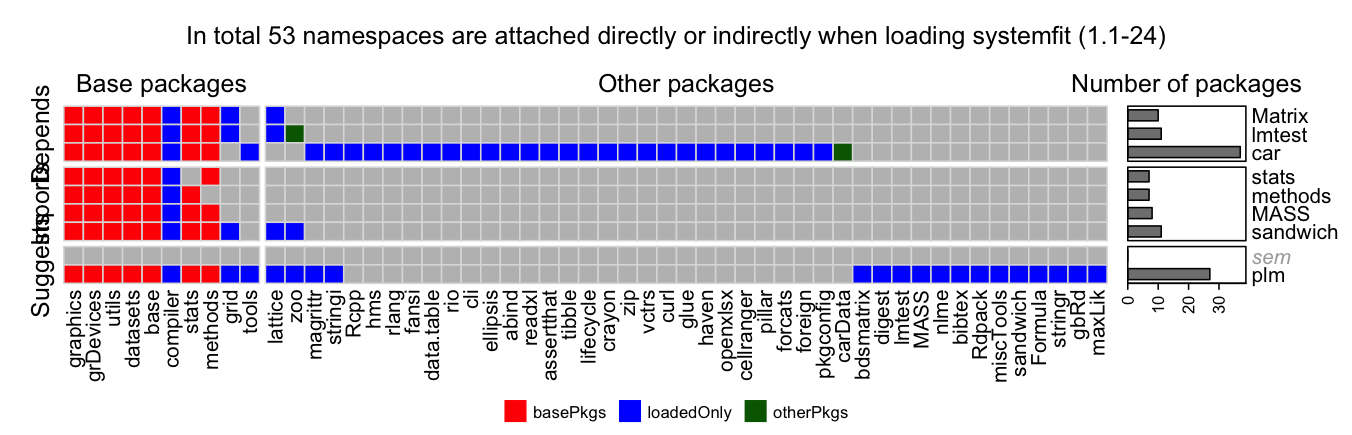 In total 53 namespaces are attached directly or indirectly when loading systemfit (1.1-24)
Base packages
Other packages
Number of packages
Depends
Imports
Suggests
Matrix
lmtest
car
stats
methods
MASS
sandwich
sem
plm
graphics
grDevices
utils
datasets
base
compiler
stats
methods
grid
tools
lattice
zoo
magrittr
stringi
Rcpp
hms
rlang
fansi
data.table
rio
cli
ellipsis
abind
readxl
assertthat
tibble
lifecycle
crayon
zip
vctrs
curl
glue
haven
openxlsx
cellranger
pillar
forcats
foreign
pkgconfig
carData
bdsmatrix
digest
lmtest
MASS
nlme
bibtex
Rdpack
miscTools
sandwich
Formula
stringr
gbRd
maxLik
0
10
20
30
basePkgs
loadedOnly
otherPkgs